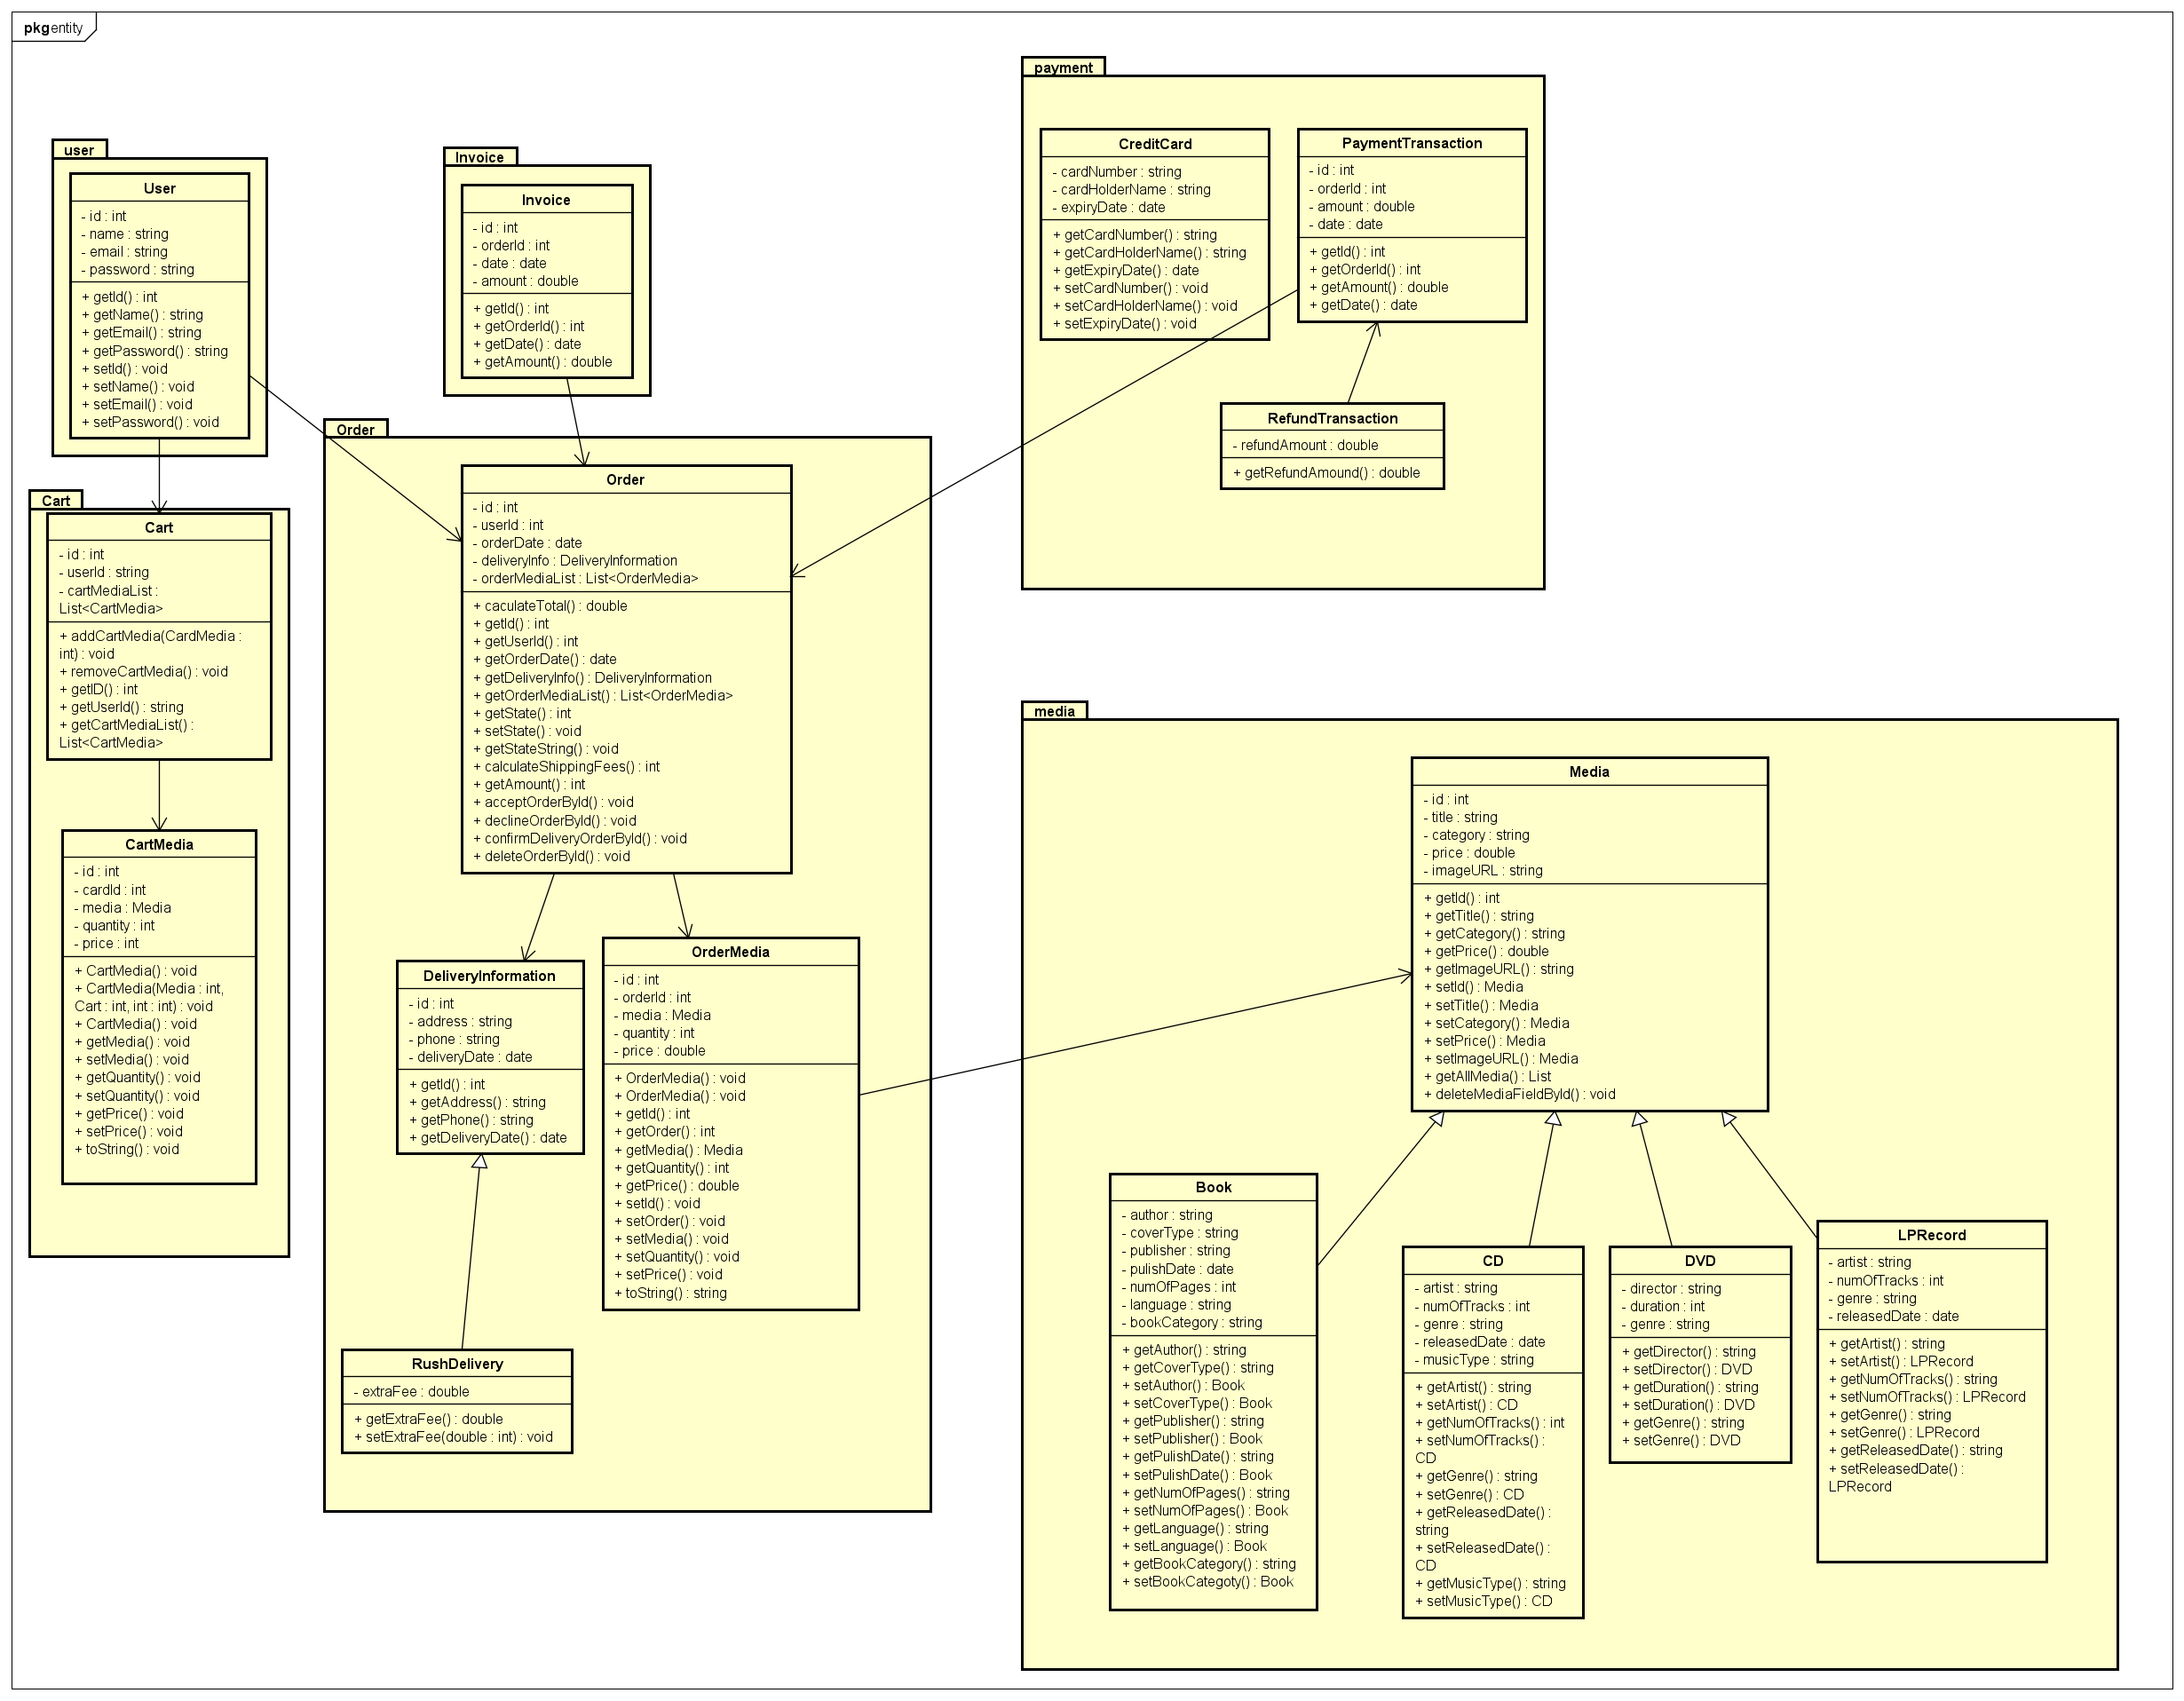 pkg entity
user
User
- id : int
- name : string
- email : string
- password : string
+ getId() : int
+ getName() : string
+ getEmail() : string
+ getPassword() : string
+ setId() : void
+ setName() : void
+ setEmail() : void
+ setPassword() : void
Invoice
Invoice
- id : int
- orderId : int
- date : date
- amount : double
+ getId() : int
+ getOrderId() : int
+ getDate() : date
+ getAmount() : double
payment
CreditCard
- cardNumber : string
- cardHolderName : string
- expiryDate : date
+ getCardNumber() : string
+ getCardHolderName() : string
+ getExpiryDate() : date
+ setCardNumber() : void
+ setCardHolderName() : void
+ setExpiryDate() : void
PaymentTransaction
- id : int
- orderId : int
- amount : double
- date : date
+ getId() : int
+ getOrderId() : int
+ getAmount() : double
+ getDate() : date
RefundTransaction
- refundAmount : double
+ getRefundAmound() : double
Cart
Cart
- id : int
- userId : string
- cartMediaList :
List<CartMedia>
+ addCartMedia(CardMedia :
int) : void
+ removeCartMedia() : void
+ getID() : int
+ getUserId() : string
+ getCartMediaList() :
List<CartMedia>
CartMedia
- id : int
- cardId : int
- media : Media
- quantity : int
- price : int
+ CartMedia() : void
+ CartMedia(Media : int,
Cart : int, int : int) : void
+ CartMedia() : void
+ getMedia() : void
+ setMedia() : void
+ getQuantity() : void
+ setQuantity() : void
+ getPrice() : void
+ setPrice() : void
+ toString() : void
Order
Order
- id : int
- userId : int
- orderDate : date
- deliveryInfo : DeliveryInformation
- orderMediaList : List<OrderMedia>
+ caculateTotal() : double
+ getId() : int
+ getUserId() : int
+ getOrderDate() : date
+ getDeliveryInfo() : DeliveryInformation
+ getOrderMediaList() : List<OrderMedia>
+ getState() : int
+ setState() : void
+ getStateString() : void
+ calculateShippingFees() : int
+ getAmount() : int
+ acceptOrderById() : void
+ declineOrderById() : void
+ confirmDeliveryOrderById() : void
+ deleteOrderById() : void
DeliveryInformation
- id : int
- address : string
- phone : string
- deliveryDate : date
+ getId() : int
+ getAddress() : string
+ getPhone() : string
+ getDeliveryDate() : date
OrderMedia
- id : int
- orderId : int
- media : Media
- quantity : int
- price : double
+ OrderMedia() : void
+ OrderMedia() : void
+ getId() : int
+ getOrder() : int
+ getMedia() : Media
+ getQuantity() : int
+ getPrice() : double
+ setId() : void
+ setOrder() : void
+ setMedia() : void
+ setQuantity() : void
+ setPrice() : void
+ toString() : string
RushDelivery
- extraFee : double
+ getExtraFee() : double
+ setExtraFee(double : int) : void
media
Media
- id : int
- title : string
- category : string
- price : double
- imageURL : string
+ getId() : int
+ getTitle() : string
+ getCategory() : string
+ getPrice() : double
+ getImageURL() : string
+ setId() : Media
+ setTitle() : Media
+ setCategory() : Media
+ setPrice() : Media
+ setImageURL() : Media
+ getAllMedia() : List
+ deleteMediaFieldById() : void
Book
- author : string
- coverType : string
- publisher : string
- pulishDate : date
- numOfPages : int
- language : string
- bookCategory : string
+ getAuthor() : string
+ getCoverType() : string
+ setAuthor() : Book
+ setCoverType() : Book
+ getPublisher() : string
+ setPublisher() : Book
+ getPulishDate() : string
+ setPulishDate() : Book
+ getNumOfPages() : string
+ setNumOfPages() : Book
+ getLanguage() : string
+ setLanguage() : Book
+ getBookCategory() : string
+ setBookCategoty() : Book
CD
- artist : string
- numOfTracks : int
- genre : string
- releasedDate : date
- musicType : string
+ getArtist() : string
+ setArtist() : CD
+ getNumOfTracks() : int
+ setNumOfTracks() :
CD
+ getGenre() : string
+ setGenre() : CD
+ getReleasedDate() :
string
+ setReleasedDate() :
CD
+ getMusicType() : string
+ setMusicType() : CD
DVD
- director : string
- duration : int
- genre : string
+ getDirector() : string
+ setDirector() : DVD
+ getDuration() : string
+ setDuration() : DVD
+ getGenre() : string
+ setGenre() : DVD
LPRecord
- artist : string
- numOfTracks : int
- genre : string
- releasedDate : date
+ getArtist() : string
+ setArtist() : LPRecord
+ getNumOfTracks() : string
+ setNumOfTracks() : LPRecord
+ getGenre() : string
+ setGenre() : LPRecord
+ getReleasedDate() : string
+ setReleasedDate() :
LPRecord